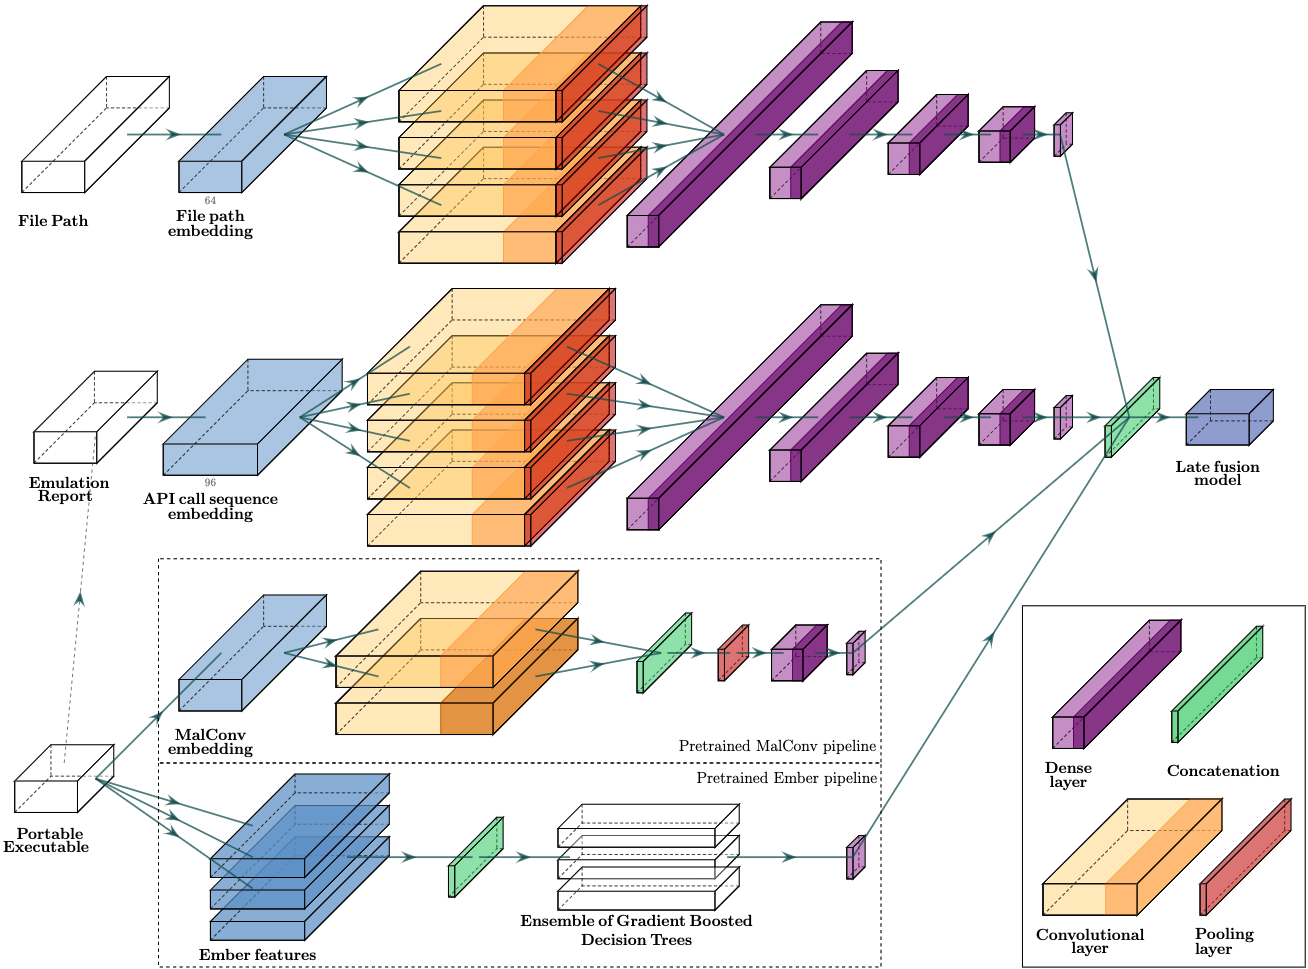 64
File Path
File path
embedding
Emulation
Report
96
API call sequence
embedding
Late fusion
model
MalConv
embedding
Pretrained MalConv pipeline
Pretrained Ember pipeline
Portable
Executable
Ember features
Ensemble of Gradient Boosted
Decision Trees
Dense
layer
Concatenation
Convolutional
layer
Pooling
layer